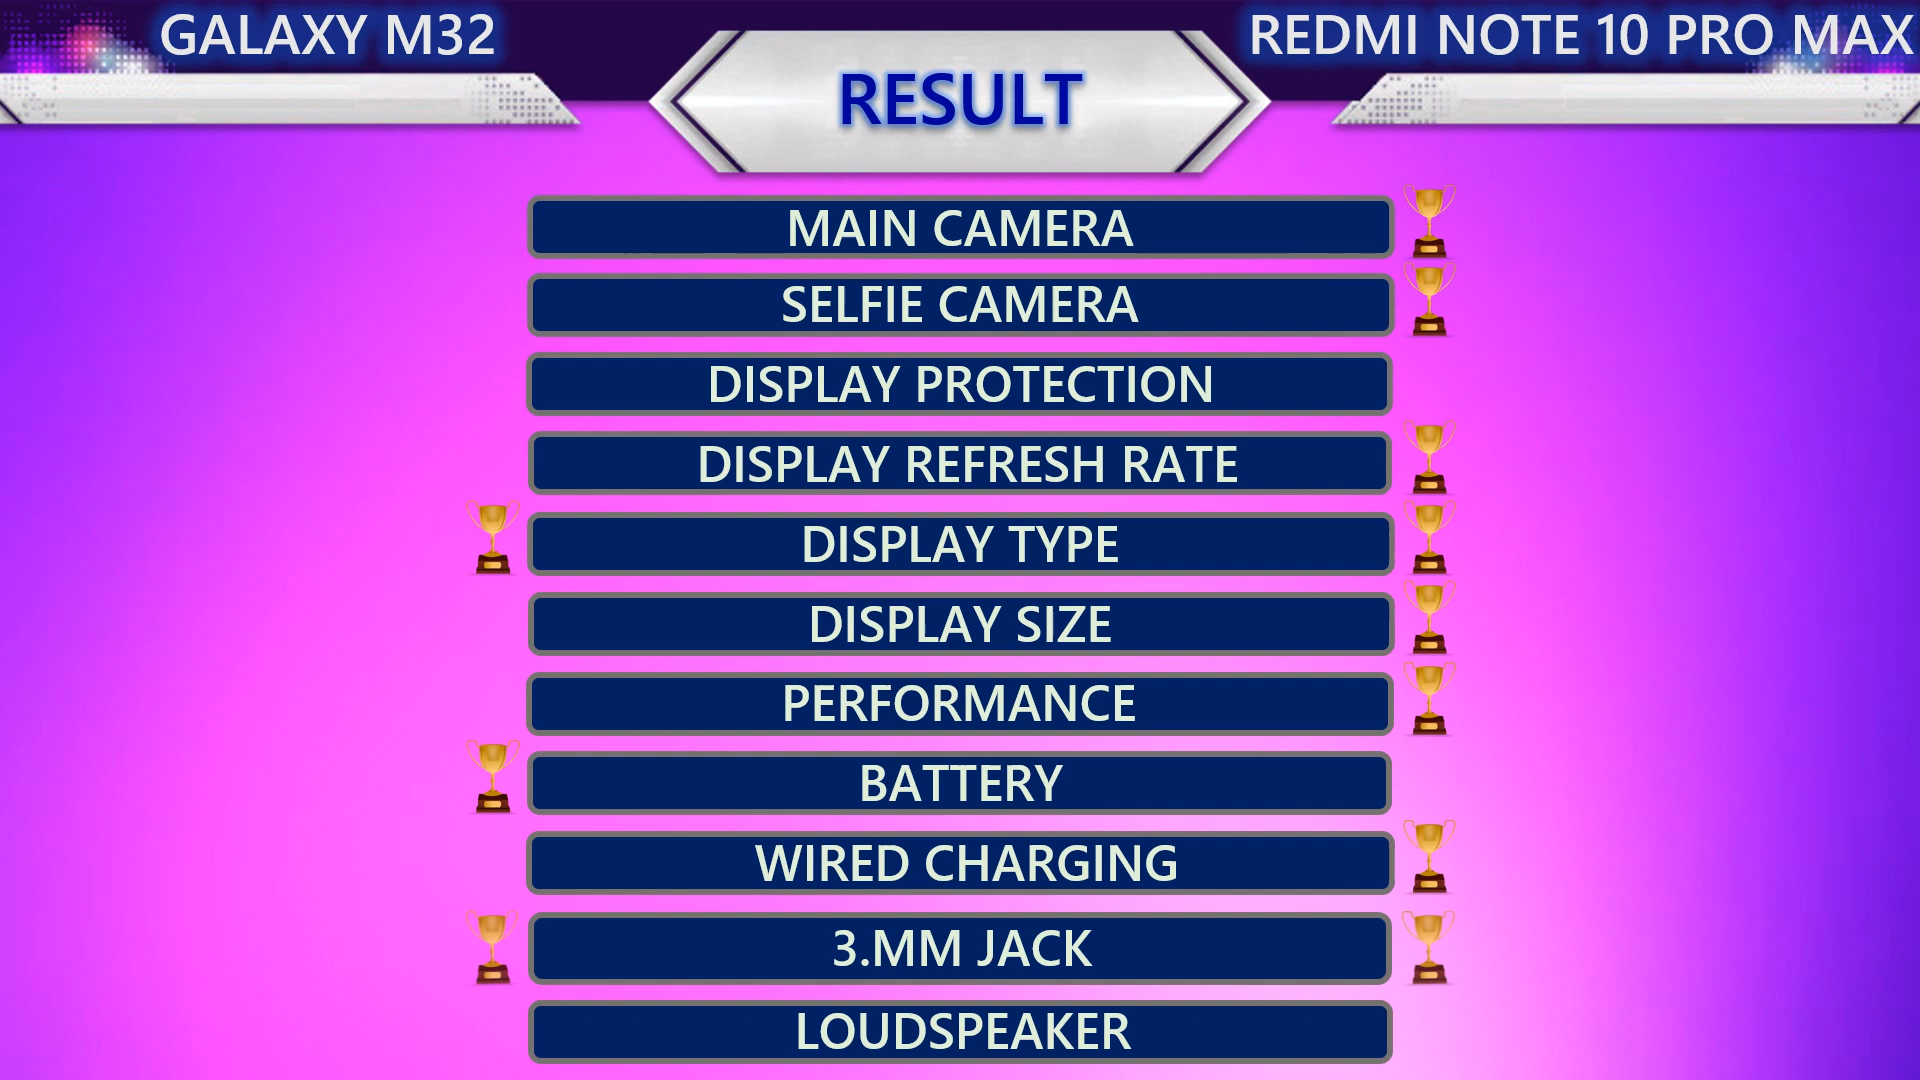 GALAXY M32
REDMI NOTE 10 PRO MAX
RESULT
MAIN CAMERA
SELFIE CAMERA
DISPLAY PROTECTION
DISPLAY REFRESH RATE
DISPLAY TYPE
DISPLAY SIZE
PERFORMANCE
BATTERY
WIRED CHARGING
3.MM JACK
LOUDSPEAKER